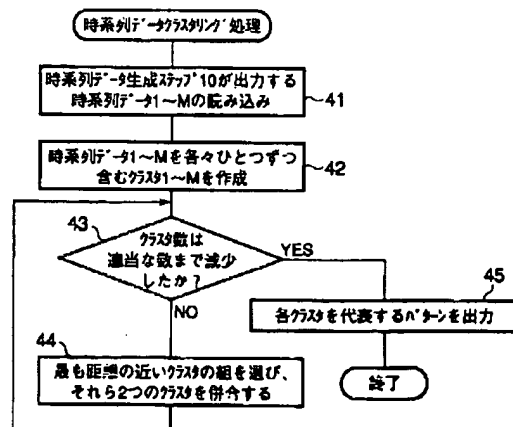 時系列ﾃﾞｰﾀｸﾗｽﾀﾘﾝｸﾞ処理
時系列ﾃﾞｰﾀ生成ｽﾃｯﾌﾟ10が出力する
時系列ﾃﾞｰﾀ1～Mの読み込み
41
時系列ﾃﾞｰﾀ1～Mを各々ひとつずつ
含むｸﾗｽﾀ1～Mを作成
42
43
ｸﾗｽﾀ数は
適当な数まで減少
したか?
YES
NO
45
各ｸﾗｽﾀを代表するﾊﾟﾀｰﾝを出力
終了
44
最も距離の近いｸﾗｽﾀの組を選び、
それら2つのｸﾗｽﾀを併合する